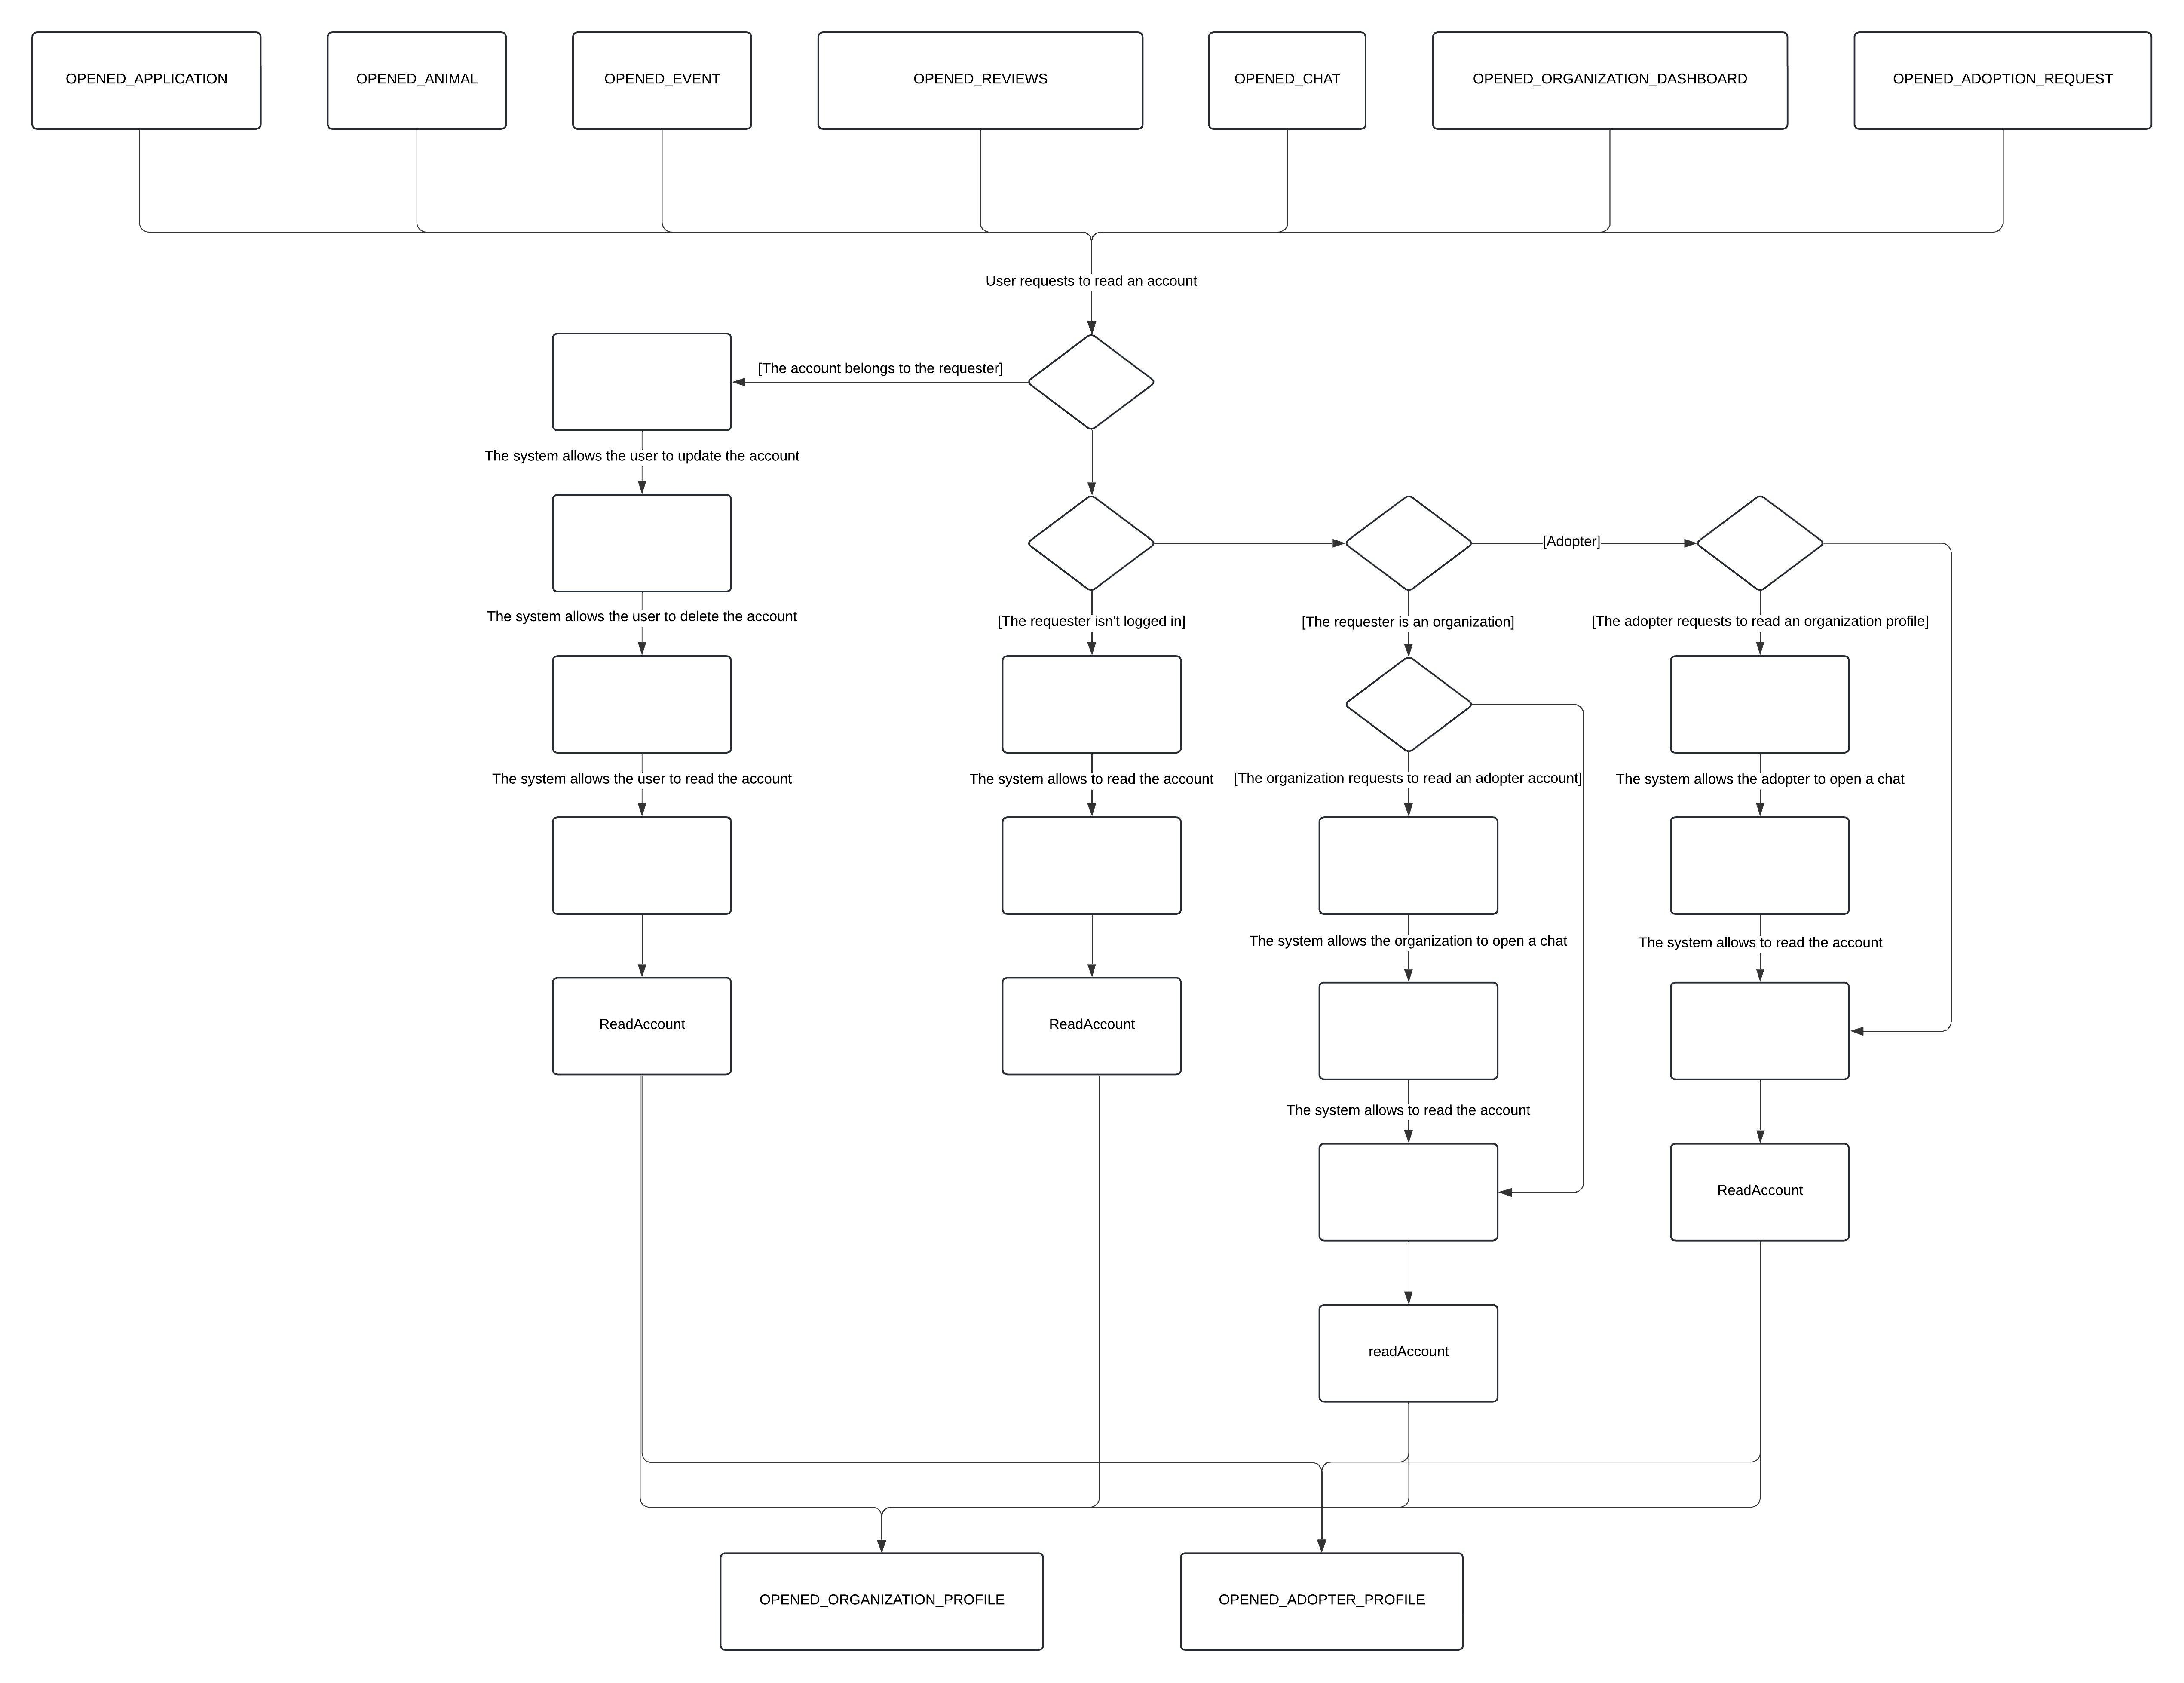 OPENED_APPLICATION
OPENED_ANIMAL
OPENED_EVENT
OPENED_REVIEWS
OPENED_CHAT
OPENED_ORGANIZATION_DASHBOARD
OPENED_ADOPTION_REQUEST
User requests to read an account
[The account belongs to the requester]
The system allows the user to update the account
[Adopter]
The system allows the user to delete the account
[The requester isn't logged in]
[The requester is an organization]
[The adopter requests to read an organization profile]
The system allows the user to read the account
The system allows to read the account
[The organization requests to read an adopter account]
The system allows the adopter to open a chat
The system allows the organization to open a chat
The system allows to read the account
ReadAccount
ReadAccount
The system allows to read the account
ReadAccount
readAccount
OPENED_ORGANIZATION_PROFILE
OPENED_ADOPTER_PROFILE